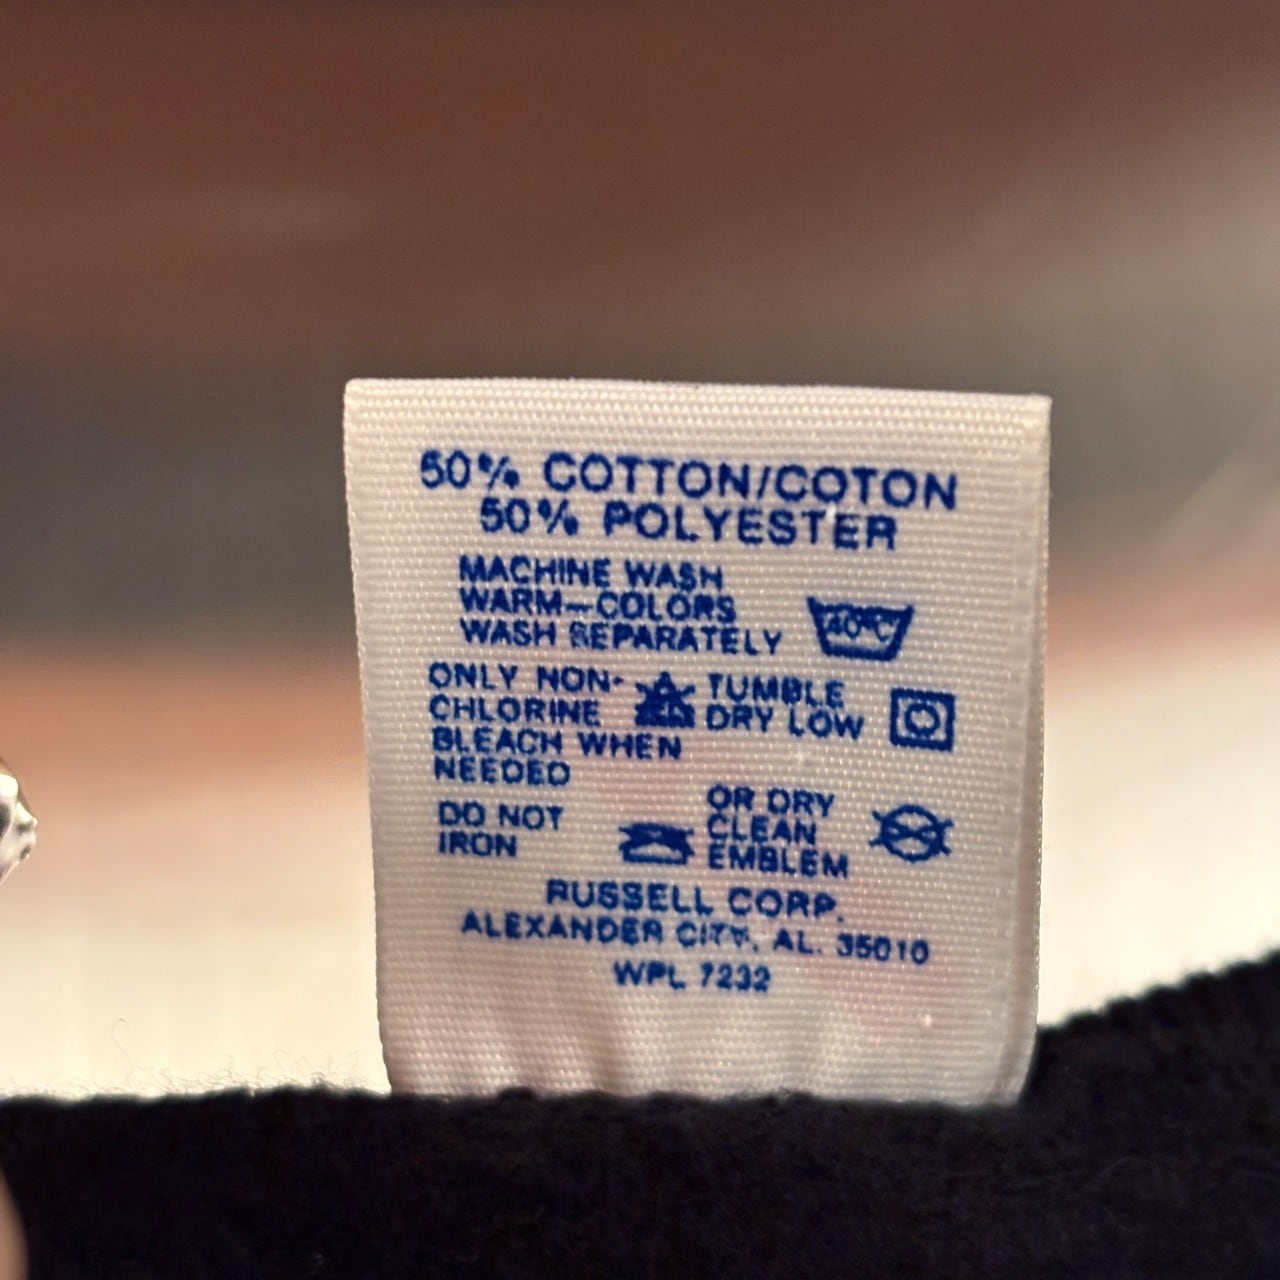 50% COTTON/COTON
50% POLYESTER
MACHINE WASH
WARM-COLORS
WASH SEPARATELY
40°C
ONLY NON-
CHLORINE
BLEACH WHEN
NEEDED
TUMBLE
DRY LOW
DO NOT
IRON
OR DRY
CLEAN
EMBLEM
RUSSELL CORP.
ALEXANDER CITY, AL. 35010
WPL 7232